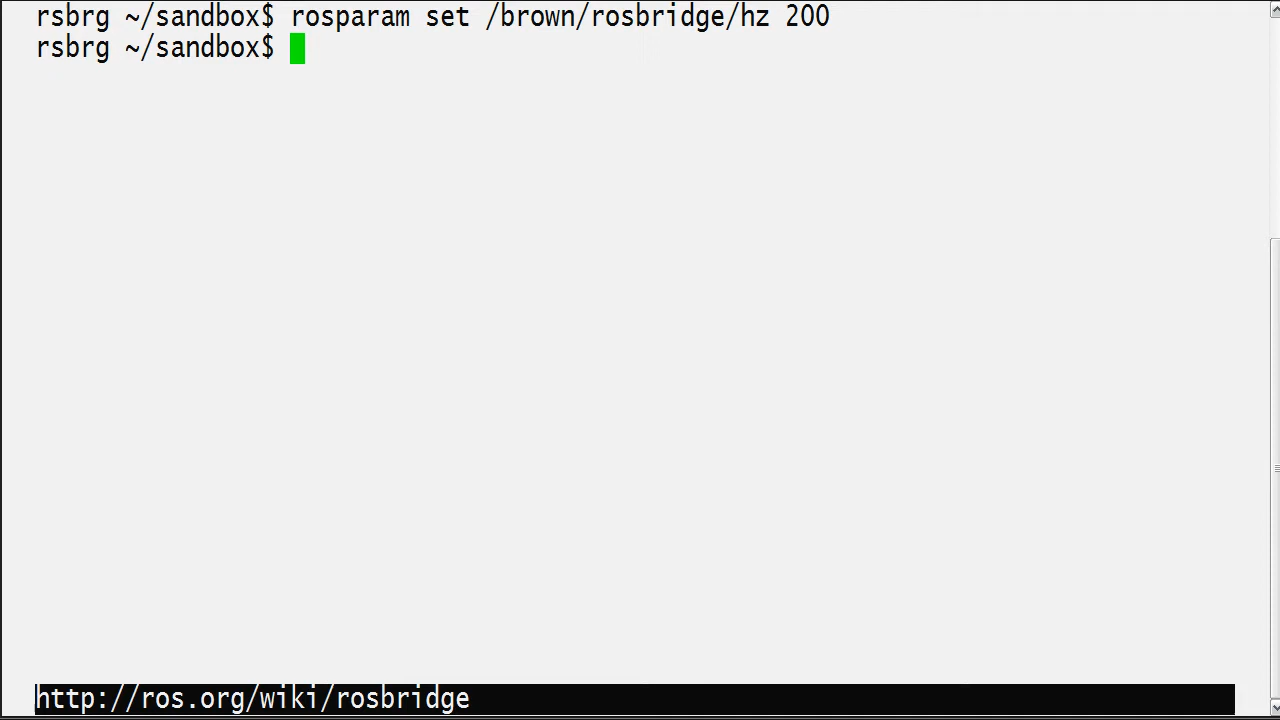 rsbrg ~/sandbox$ rosparam set /brown/rosbridge/hz 200
rsbrg ~/sandbox$
http://ros.org/wiki/rosbridge